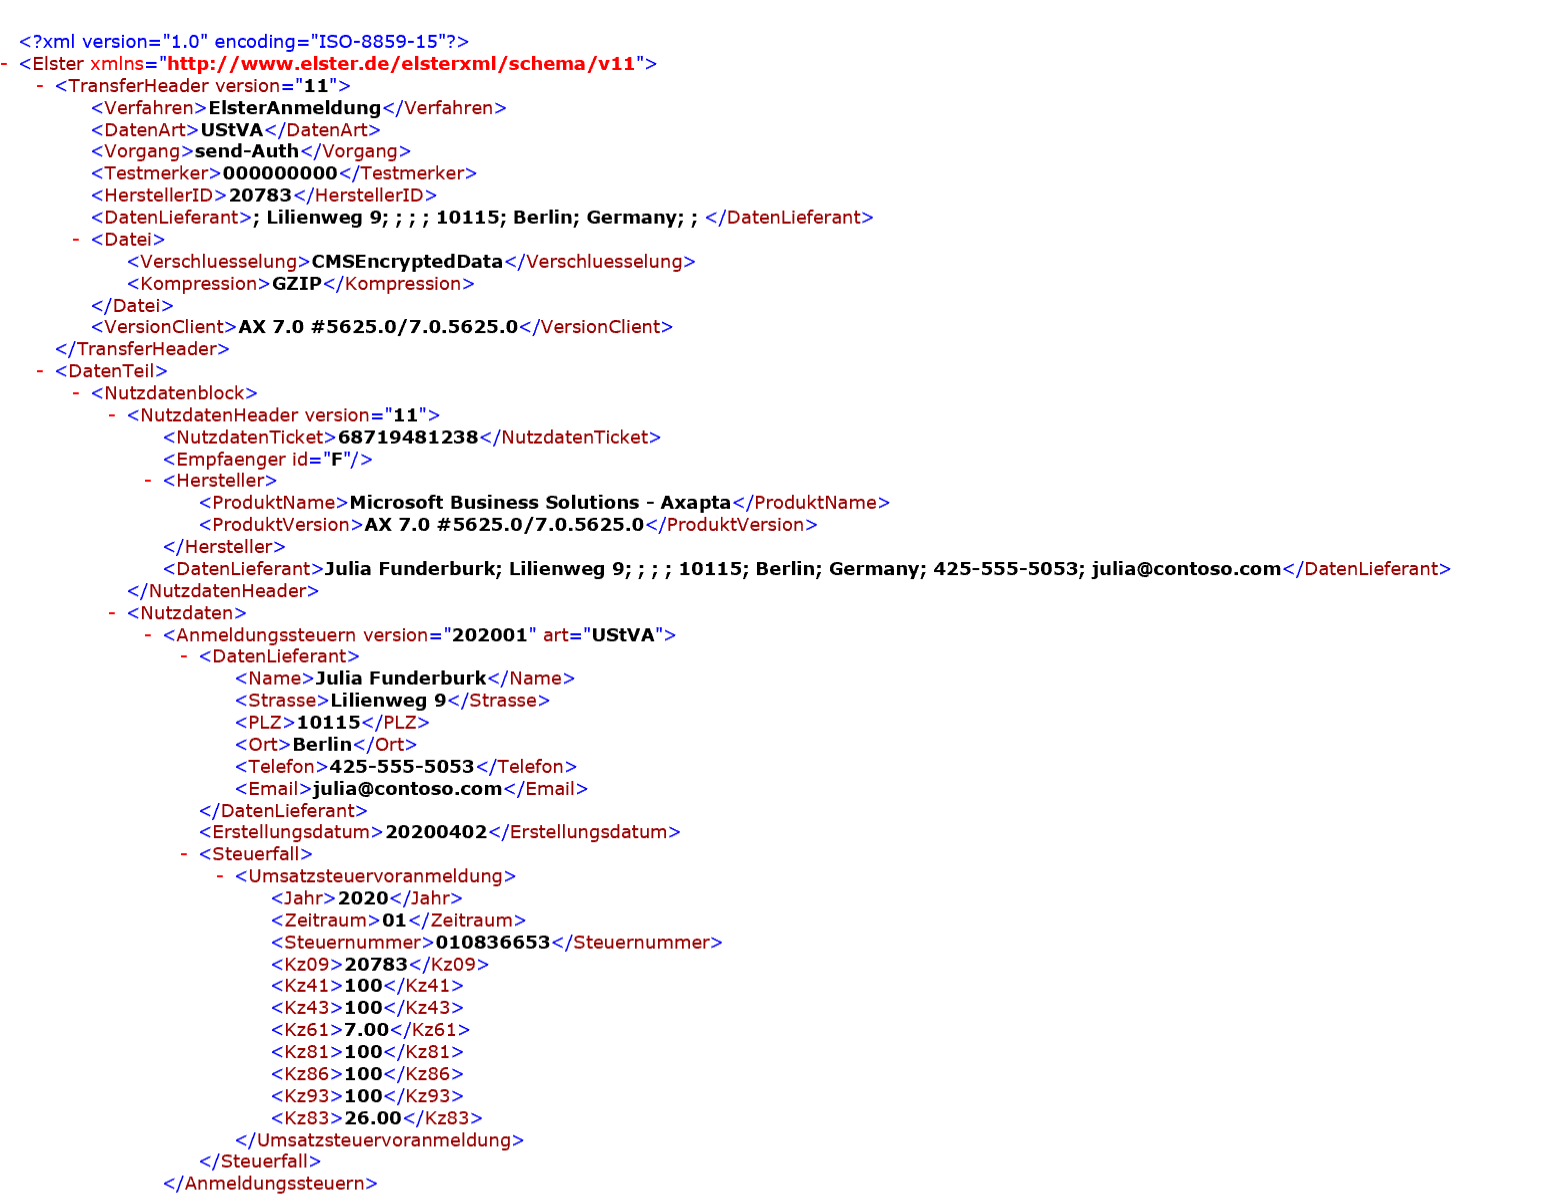 <?xml version="1.0" encoding="ISO-8859-15"?>
- <Elster xmlns="http://www.elster.de/elsterxml/schema/v11">
- <TransferHeader version="11">
<Verfahren>ElsterAnmeldung</Verfahren>
<DatenArt>UStVA</DatenArt>
<Vorgang>send-Auth</Vorgang>
<Testmerker>000000000</Testmerker>
<HerstellerID>20783</HerstellerID>
<DatenLieferant>; Lilienweg 9; ; ; ; 10115; Berlin; Germany; ; </DatenLieferant>
- <Datei>
<Verschluesselung>CMSEncryptedData</Verschluesselung>
<Kompression>GZIP</Kompression>
</Datei>
<VersionClient>AX 7.0 #5625.0/7.0.5625.0</VersionClient>
</TransferHeader>
- <DatenTeil>
- <Nutzdatenblock>
- <NutzdatenHeader version="11">
<NutzdatenTicket>68719481238</NutzdatenTicket>
<Empfaenger id="F"/>
- <Hersteller>
<ProduktName>Microsoft Business Solutions - Axapta</ProduktName>
<ProduktVersion>AX 7.0 #5625.0/7.0.5625.0</ProduktVersion>
</Hersteller>
<DatenLieferant>Julia Funderburk; Lilienweg 9; ; ; ; 10115; Berlin; Germany; 425-555-5053; julia@contoso.com</DatenLieferant>
</NutzdatenHeader>
- <Nutzdaten>
- <Anmeldungssteuern version="202001" art="UStVA">
- <DatenLieferant>
<Name>Julia Funderburk</Name>
<Strasse>Lilienweg 9</Strasse>
<PLZ>10115</PLZ>
<Ort>Berlin</Ort>
<Telefon>425-555-5053</Telefon>
<Email>julia@contoso.com</Email>
</DatenLieferant>
<Erstellungsdatum>20200402</Erstellungsdatum>
- <Steuerfall>
- <Umsatzsteuervoranmeldung>
<Jahr>2020</Jahr>
<Zeitraum>01</Zeitraum>
<Steuernummer>010836653</Steuernummer>
<Kz09>20783</Kz09>
<Kz41>100</Kz41>
<Kz43>100</Kz43>
<Kz61>7.00</Kz61>
<Kz81>100</Kz81>
<Kz86>100</Kz86>
<Kz93>100</Kz93>
<Kz83>26.00</Kz83>
</Umsatzsteuervoranmeldung>
</Steuerfall>
</Anmeldungssteuern>